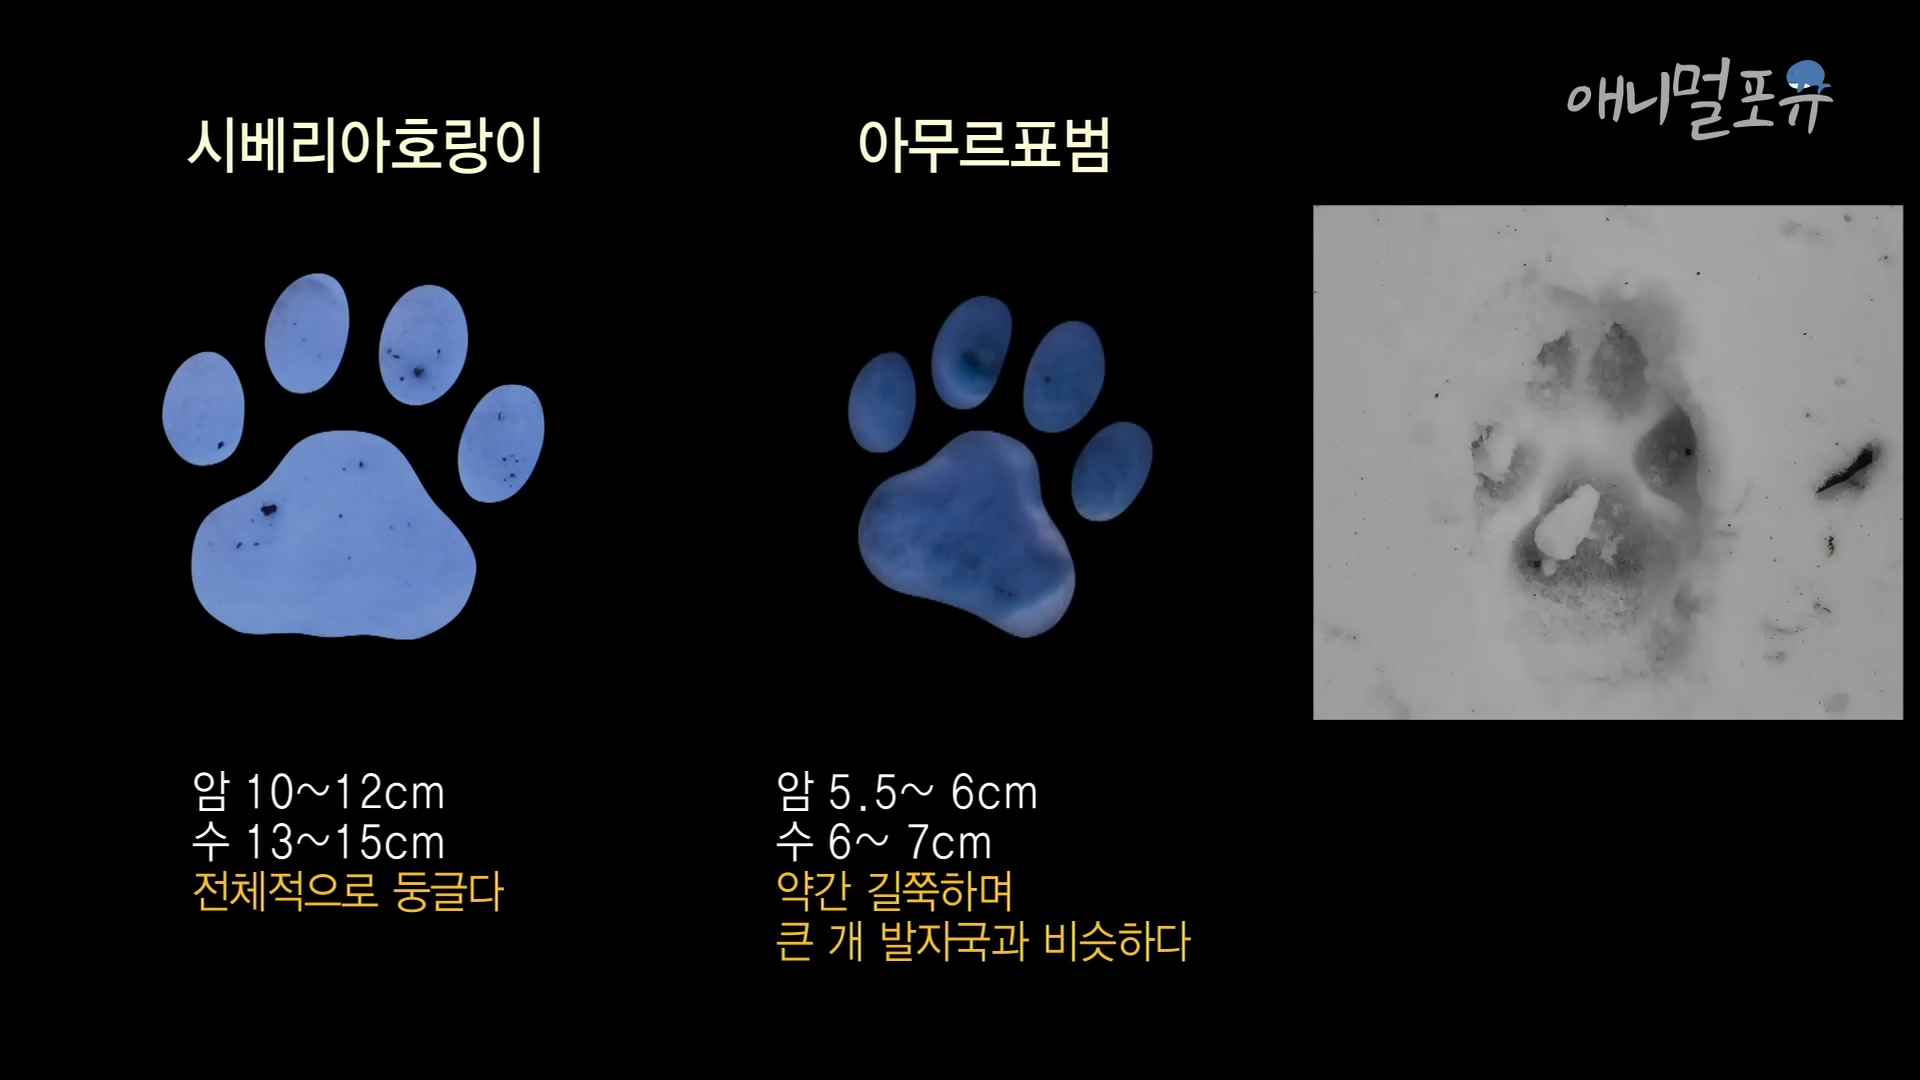 애니멀포유
시베리아호랑이
아무르표범
암 10~12cm
수 13~15cm
전체적으로 둥글다
암 5.5~ 6cm
수 6~ 7cm
약간 길쭉하며
큰 개 발자국과 비슷하다